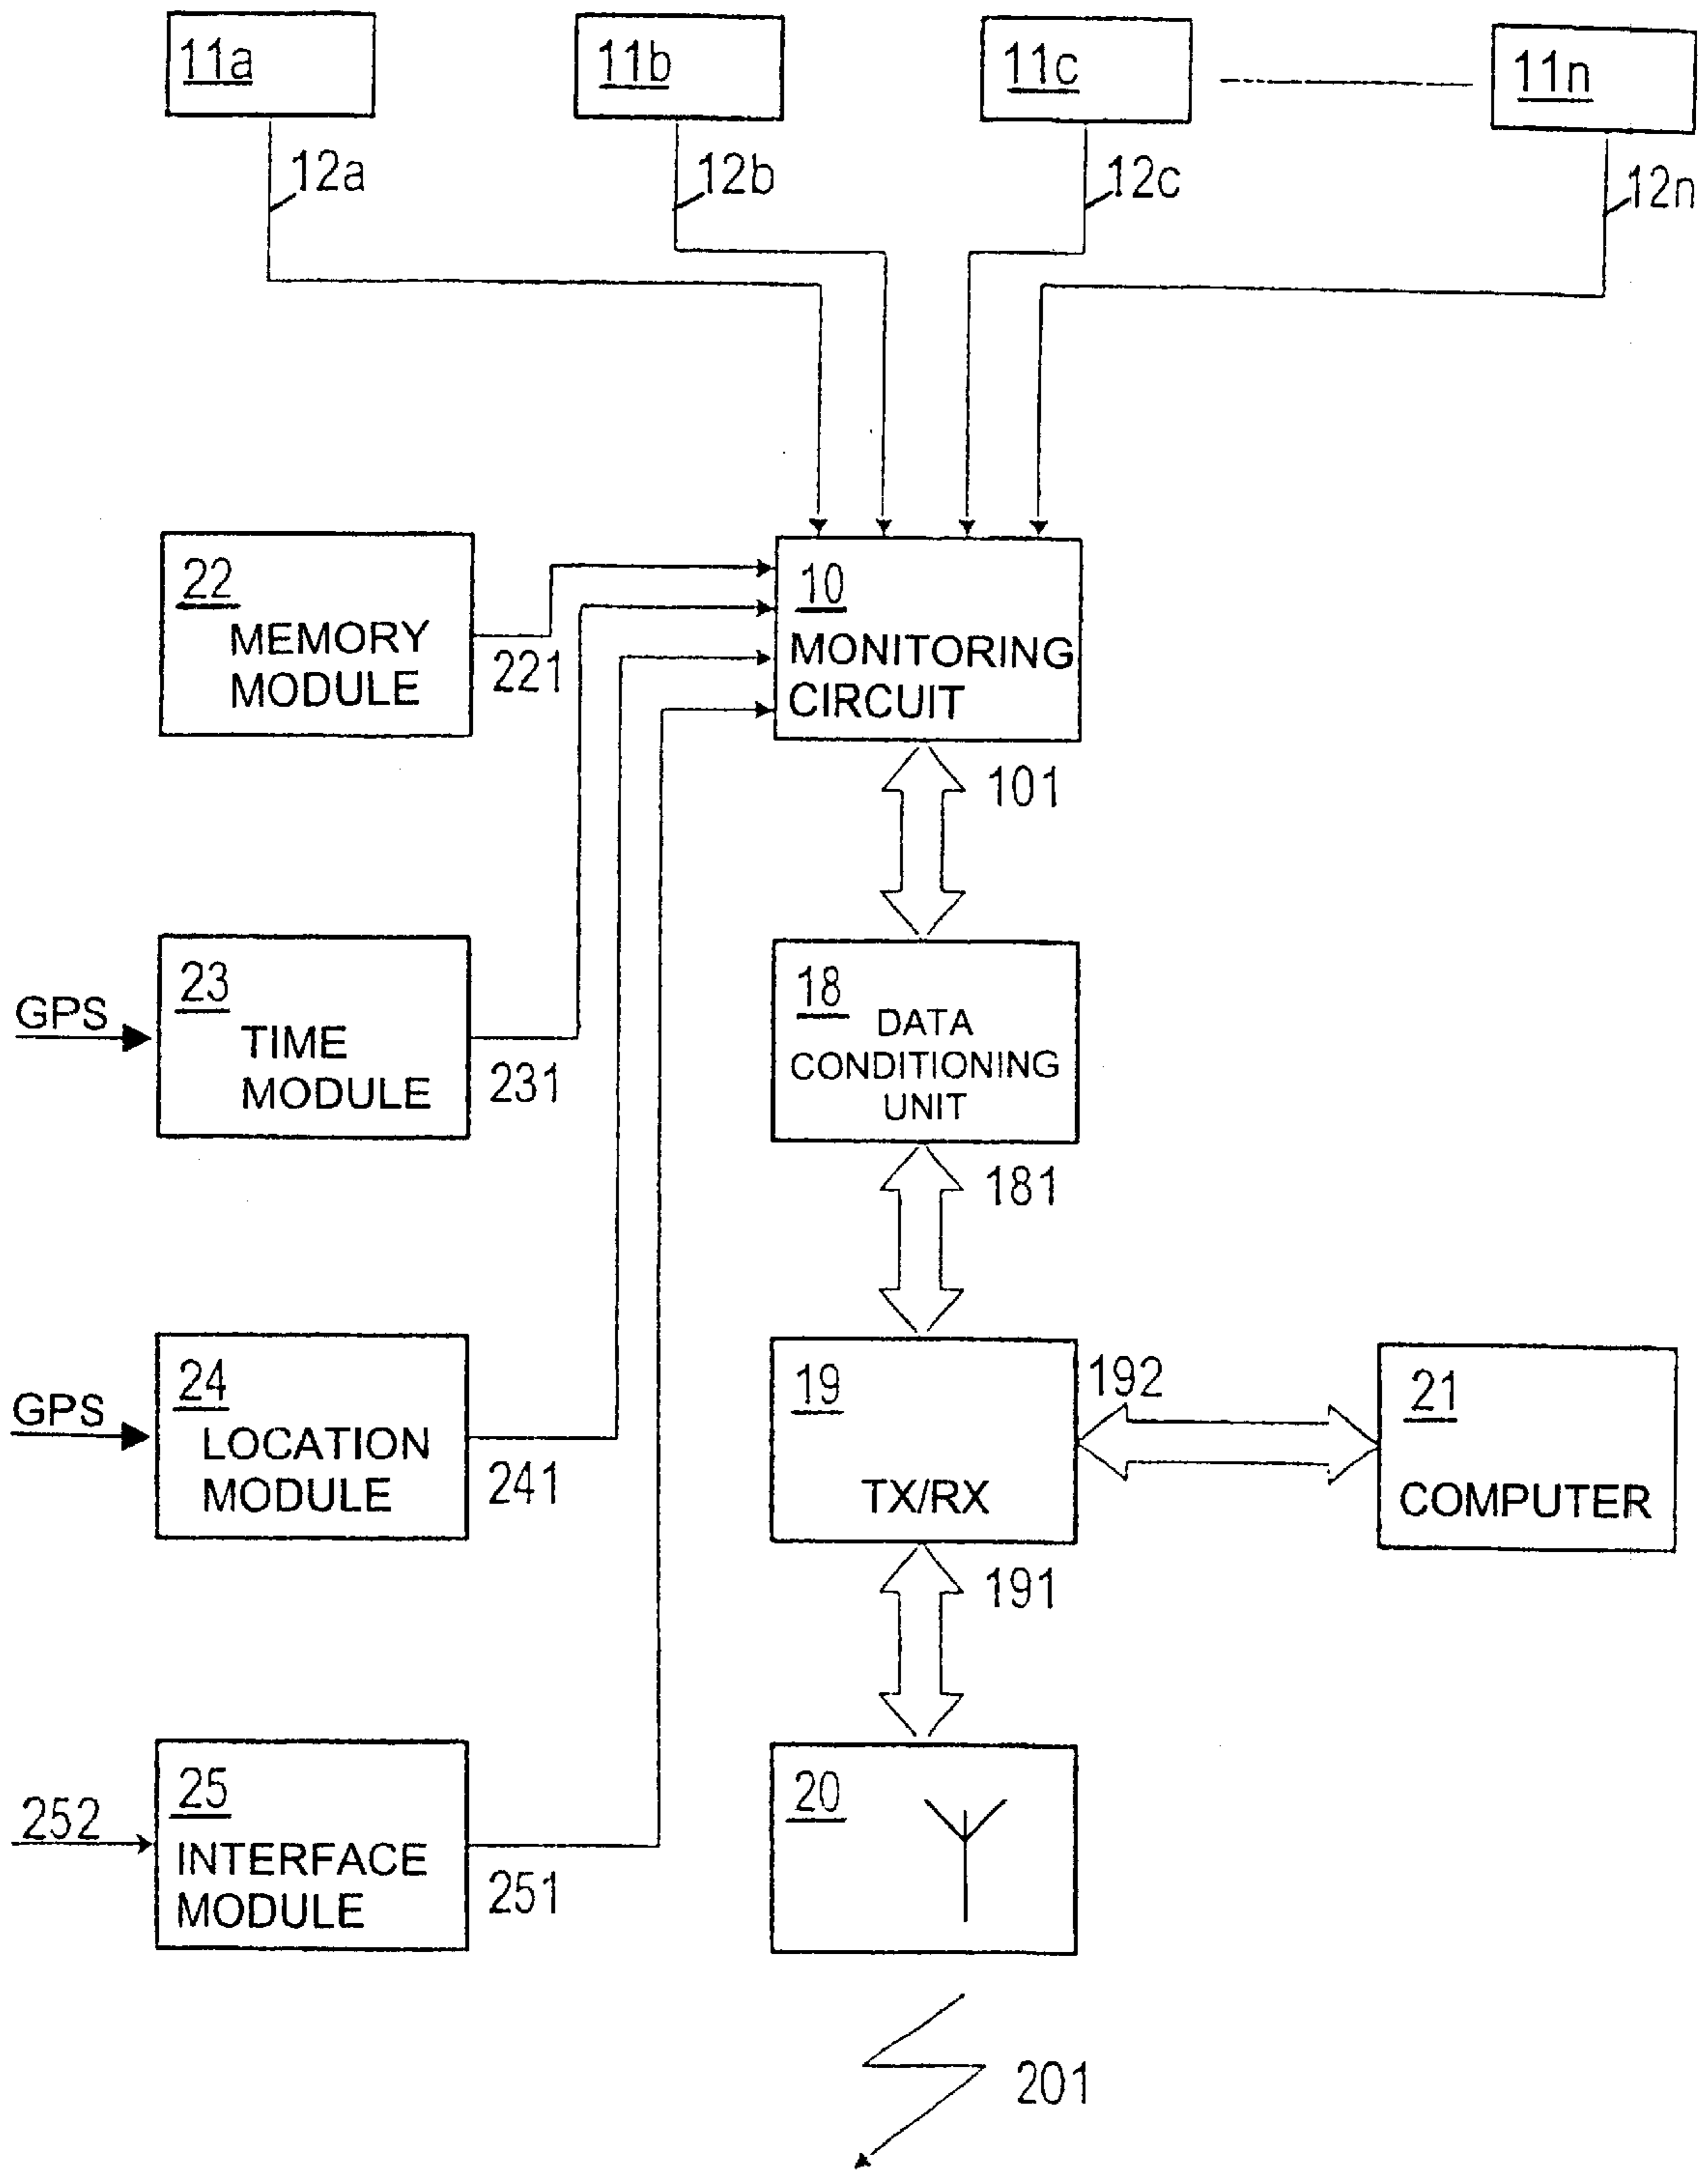 11a
11b
11c
11n
12a
12b
12c
12n
22
MEMORY
MODULE
221
10
MONITORING
CIRCUIT
101
GPS
23
TIME
MODULE
231
18
DATA
CONDITIONING
UNIT
181
GPS
24
LOCATION
MODULE
241
19
TX/RX
192
21
COMPUTER
191
252
25
INTERFACE
MODULE
251
20
201